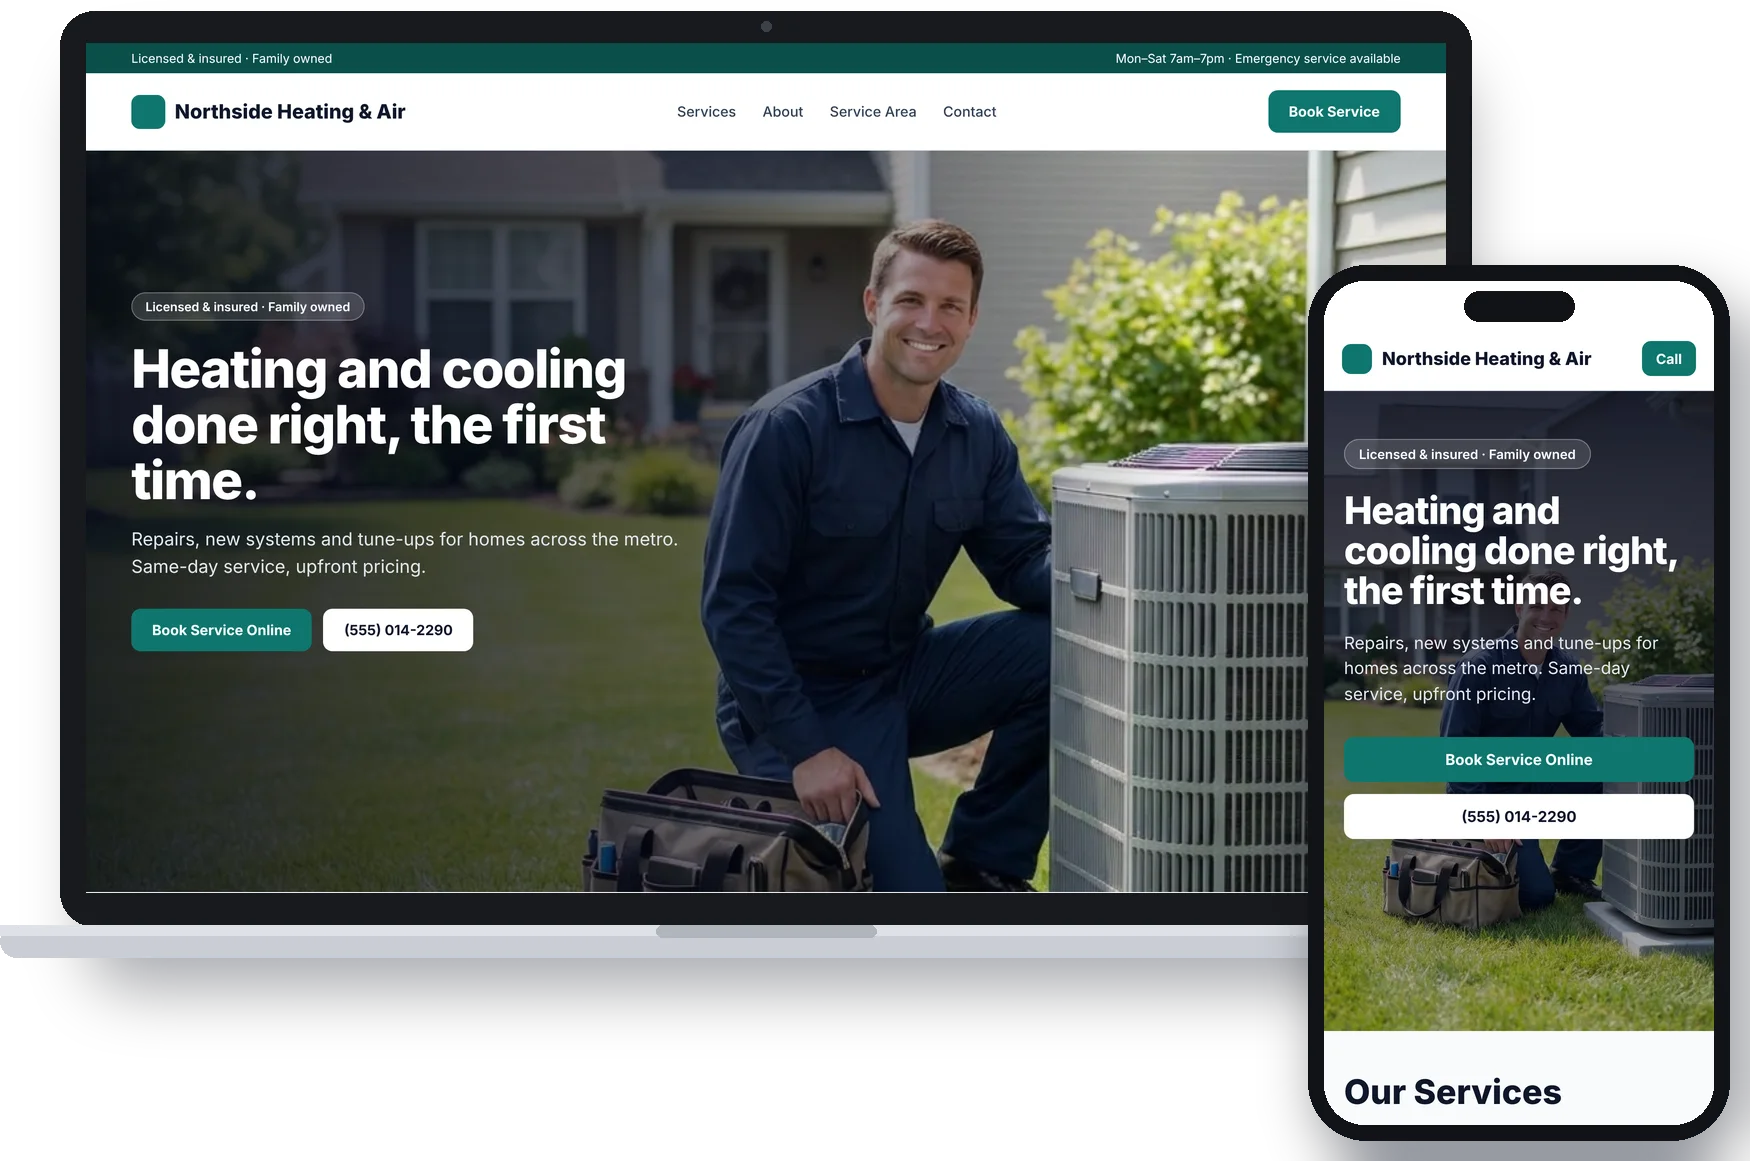 Licensed & insured · Family owned
Mon–Sat 7am–7pm · Emergency service available
Northside Heating & Air
Services
About
Service Area
Contact
Book Service
Licensed & insured · Family owned
Heating and cooling
done right, the first
time.
Repairs, new systems and tune-ups for homes across the metro.
Same-day service, upfront pricing.
Book Service Online
(555) 014-2290
Northside Heating & Air
Call
Licensed & insured · Family owned
Heating and
cooling done right,
the first time.
Repairs, new systems and tune-ups for
homes across the metro. Same-day
service, upfront pricing.
Book Service Online
(555) 014-2290
Our Services